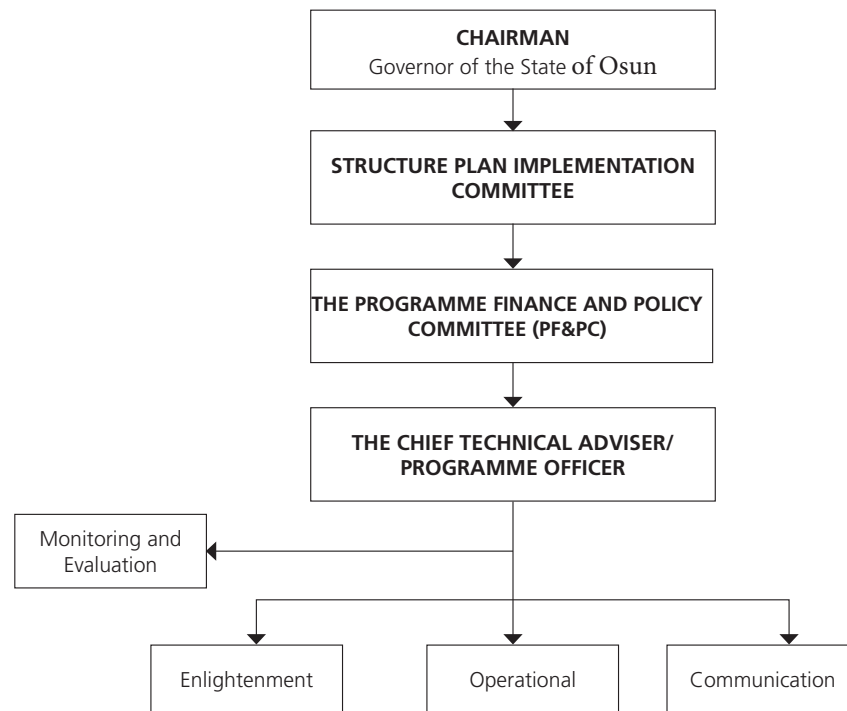 CHAIRMAN
Governor of the State of Osun
STRUCTURE PLAN IMPLEMENTATION
COMMITTEE
THE PROGRAMME FINANCE AND POLICY
COMMITTEE (PF&PC)
THE CHIEF TECHNICAL ADVISER/
PROGRAMME OFFICER
Monitoring and
Evaluation
Enlightenment
Operational
Communication